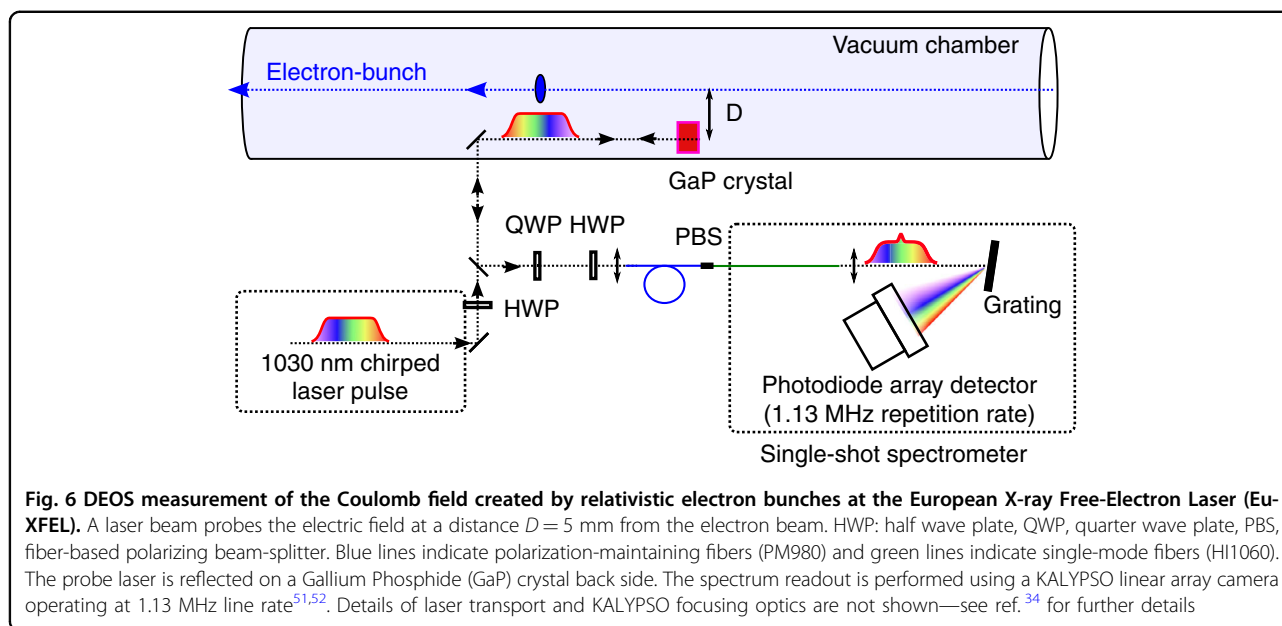 Vacuum chamber
Electron-bunch
D
GaP crystal
QWP HWP
PBS
HWP
Grating
1030 nm chirped
laser pulse
Photodiode array detector
(1.13 MHz repetition rate)
Single-shot spectrometer
Fig. 6 DEOS measurement of the Coulomb field created by relativistic electron bunches at the European X-ray Free-Electron Laser (Eu-
XFEL). A laser beam probes the electric field at a distance D = 5 mm from the electron beam. HWP: half wave plate, QWP, quarter wave plate, PBS,
fiber-based polarizing beam-splitter. Blue lines indicate polarization-maintaining fibers (PM980) and green lines indicate single-mode fibers (HI1060).
The probe laser is reflected on a Gallium Phosphide (GaP) crystal back side. The spectrum readout is performed using a KALYPSO linear array camera
operating at 1.13 MHz line rate51,52. Details of laser transport and KALYPSO focusing optics are not shown—see ref. 34 for further details